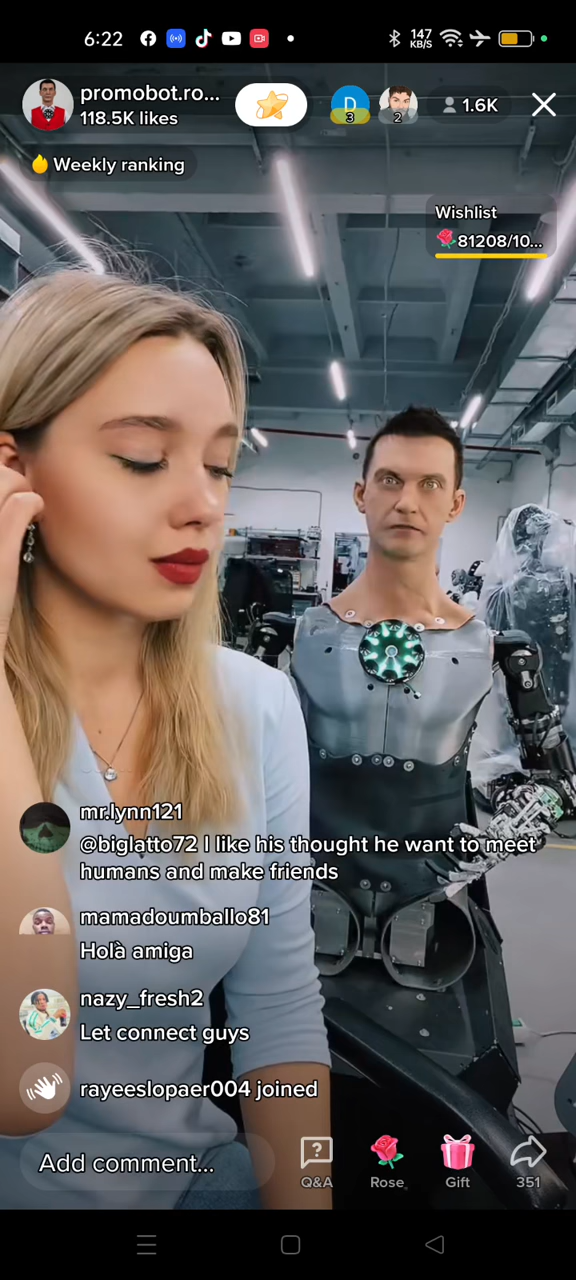 6:22
147
KB/S
promobot.ro...
118.5K likes
D
3
2
1.6K
Weekly ranking
Wishlist
81208/10...
mr.lynn121
@biglatto72 I like his thought he want to meet
humans and make friends
mamadoumballo81
Holà amiga
nazy_fresh2
Let connect guys
rayeeslopaer004 joined
Add comment...
Q&A
Rose
Gift
351